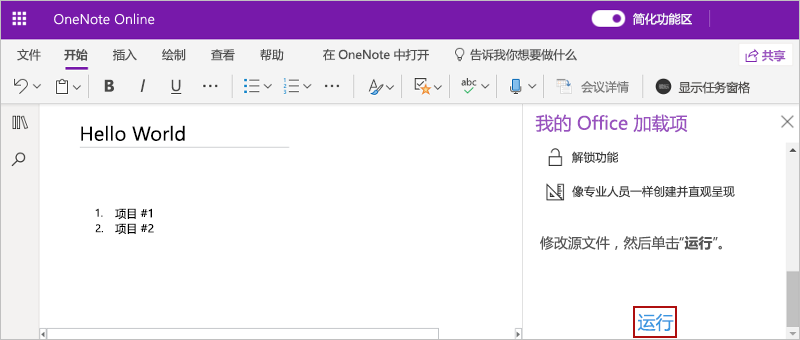 OneNote Online 简化功能区
文件 开始 插入 绘制 查看 帮助 在 OneNote 中打开 告诉我你想要做什么 共享
B I U abc 会议详情 显示任务窗格
Hello World
1. 项目 #1
2. 项目 #2
我的 Office 加载项
解锁功能
像专业人员一样创建并直观呈现
修改源文件，然后单击“运行”。
运行